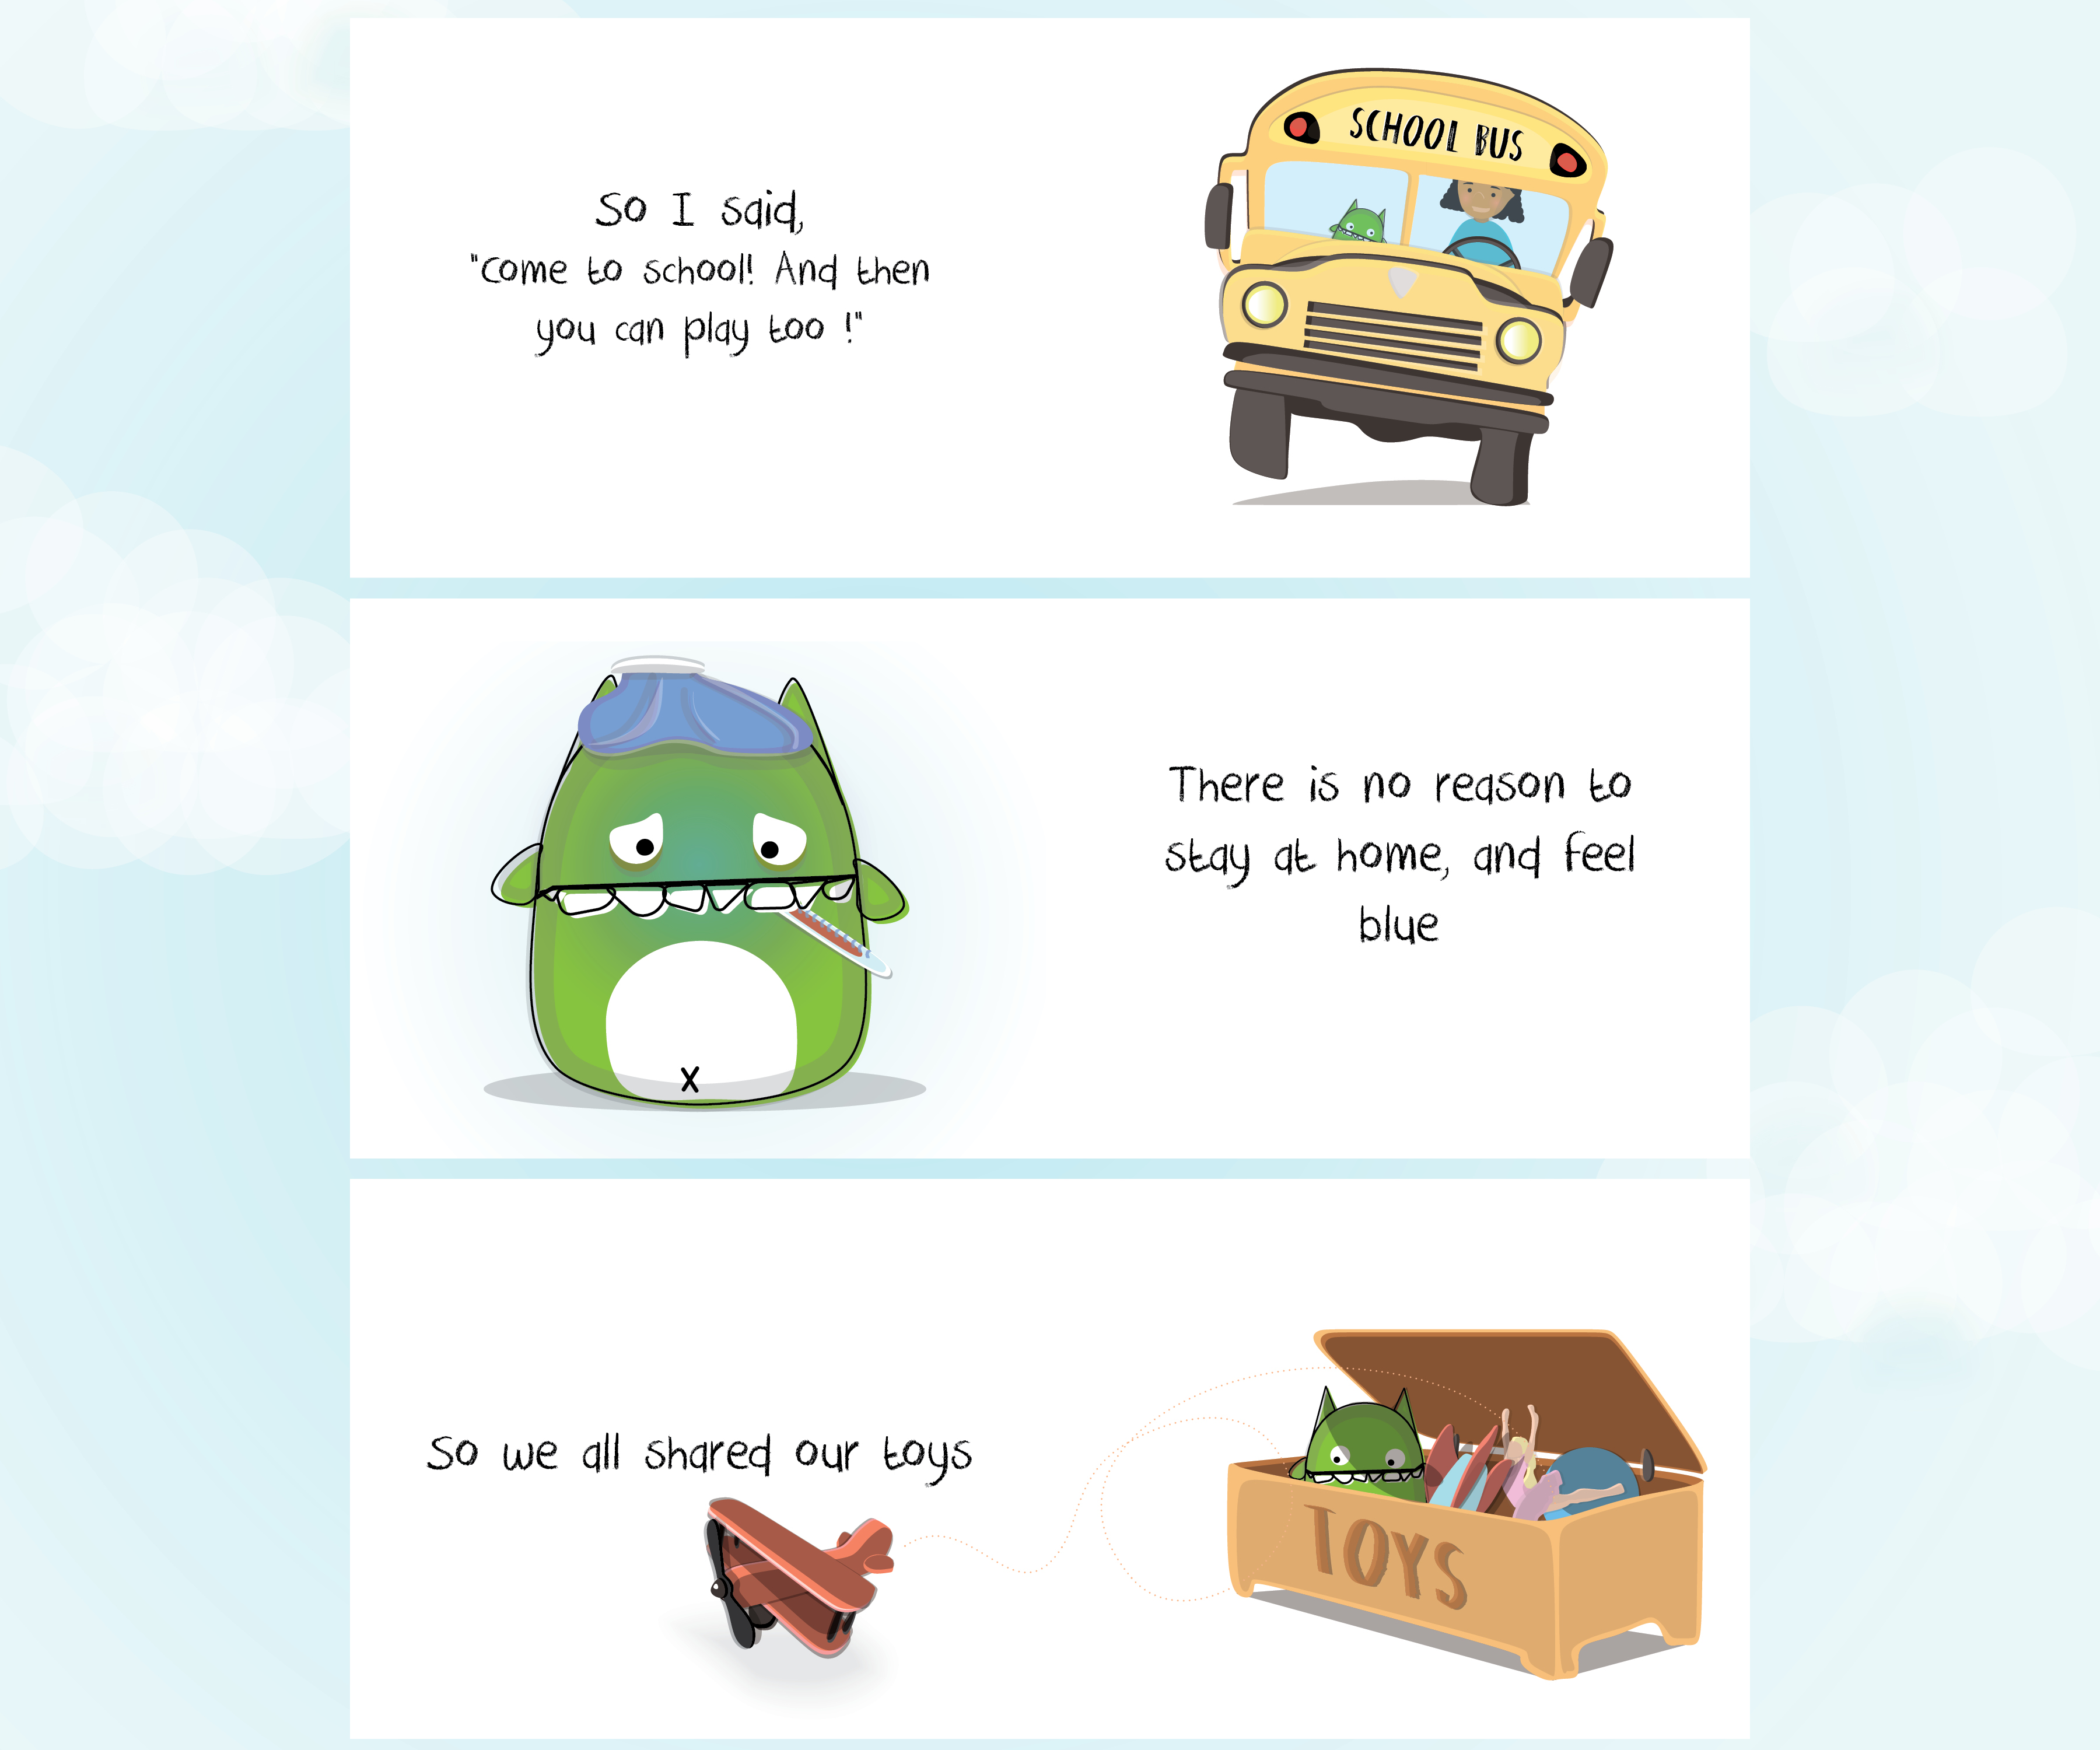 So I said,
"Come to school! And then
you can play too !"
SCHOOL BUS
There is no reason to
stay at home, and feel
blue
So we all shared our toys
TOYS